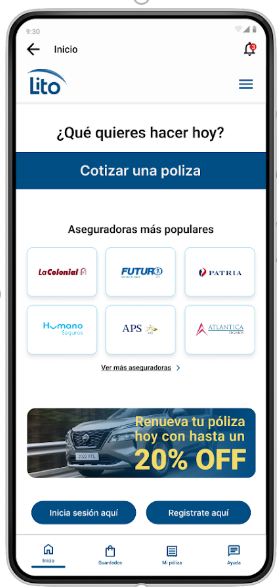 9:30
Inicio
Lito
¿Qué quieres hacer hoy?
Cotizar una poliza
Aseguradoras más populares
La Colonial
FUTURO
PATRIA
Humano
Seguros
APS
ATLANTICA
Ver más aseguradoras
Renueva tu póliza
hoy con hasta un
20% OFF
Inicia sesión aquí
Registrate aquí
Inicio
Guardados
Mi póliza
Ayuda